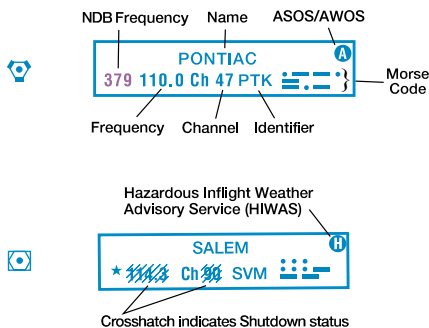 NDB Frequency Name ASOS/AWOS
A
PONTIAC
379 110.0 Ch 47 PTK
Morse
Code
Frequency Channel Identifier
Hazardous Inflight Weather
Advisory Service (HIWAS)
H
SALEM
★ 114.3 Ch 90 SVM
Crosshatch indicates Shutdown status